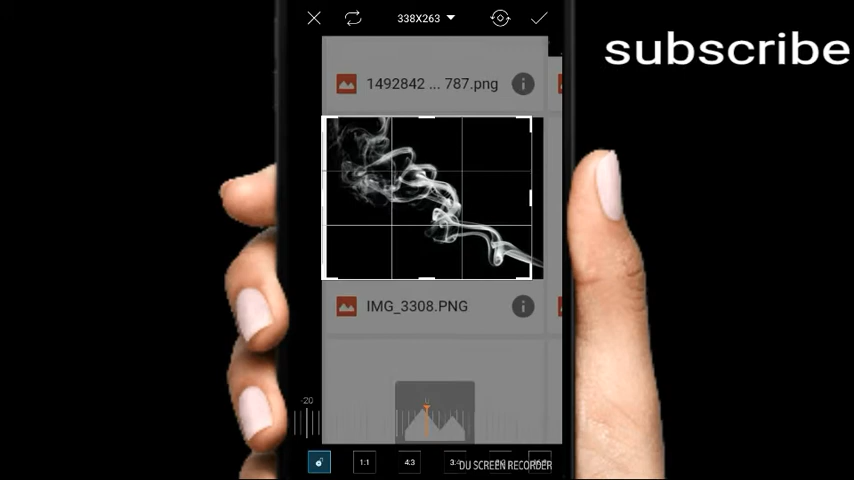 338X263
subscribe
1492842 ... 787.png
IMG_3308.PNG
-20
1:1
4:3
DU SCREEN RECORDER